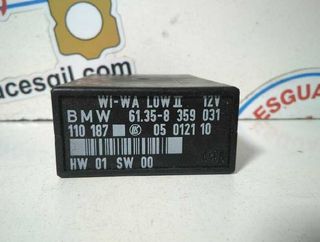 acesgil.com
ESGUA
WI-WA LOW II 12V
BMW 61.35-8 359 031
110 187 05 0121 10
HW 01 SW 00